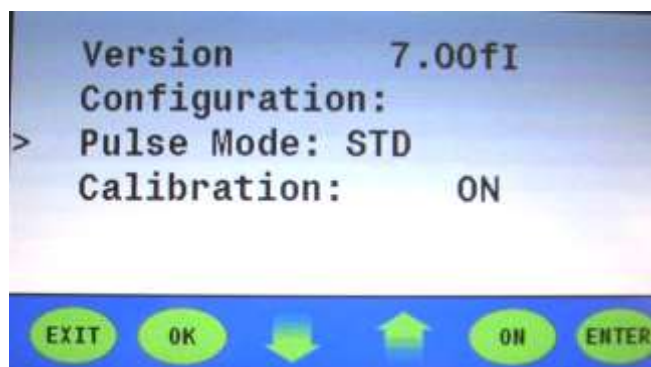 Version 7.00fI
Configuration:
> Pulse Mode: STD
Calibration: ON
EXIT OK ON ENTER